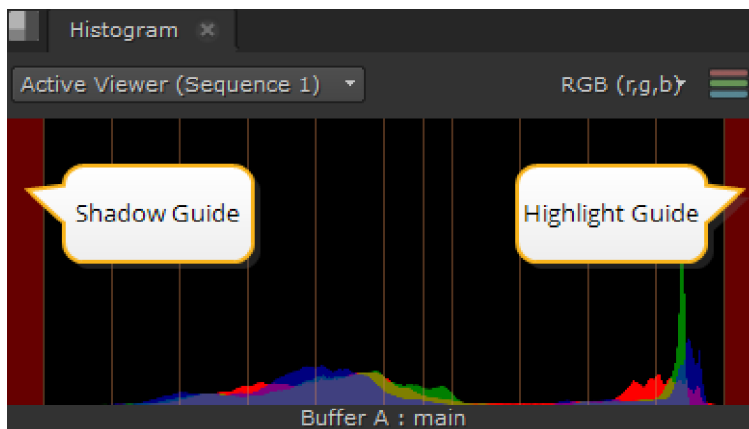 Histogram
Active Viewer (Sequence 1)
RGB (r,g,b)
Shadow Guide
Highlight Guide
Buffer A : main